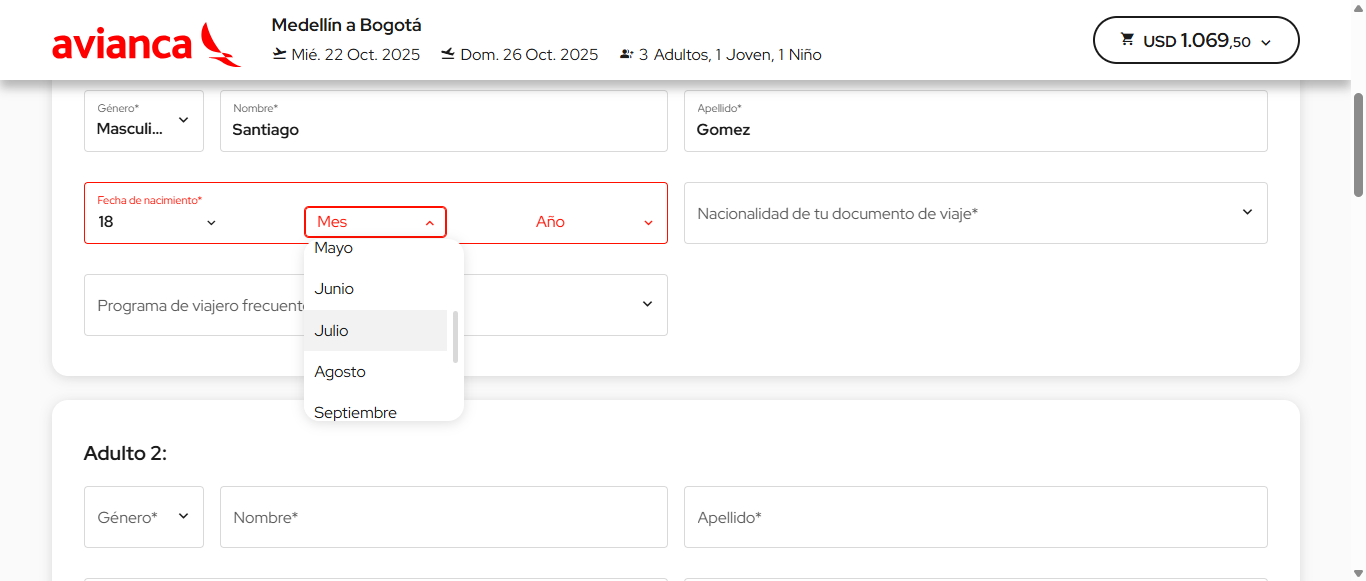 avianca
Medellín a Bogotá
Mié. 22 Oct. 2025 Dom. 26 Oct. 2025 3 Adultos, 1 Joven, 1 Niño
USD 1.069,50
Género* Nombre* Apellido*
Masculi... Santiago Gomez
Fecha de nacimiento*
18 Mes Año
Nacionalidad de tu documento de viaje*
Mayo
Junio
Programa de viajero frecuent
Julio
Agosto
Septiembre
Adulto 2:
Género* Nombre* Apellido*